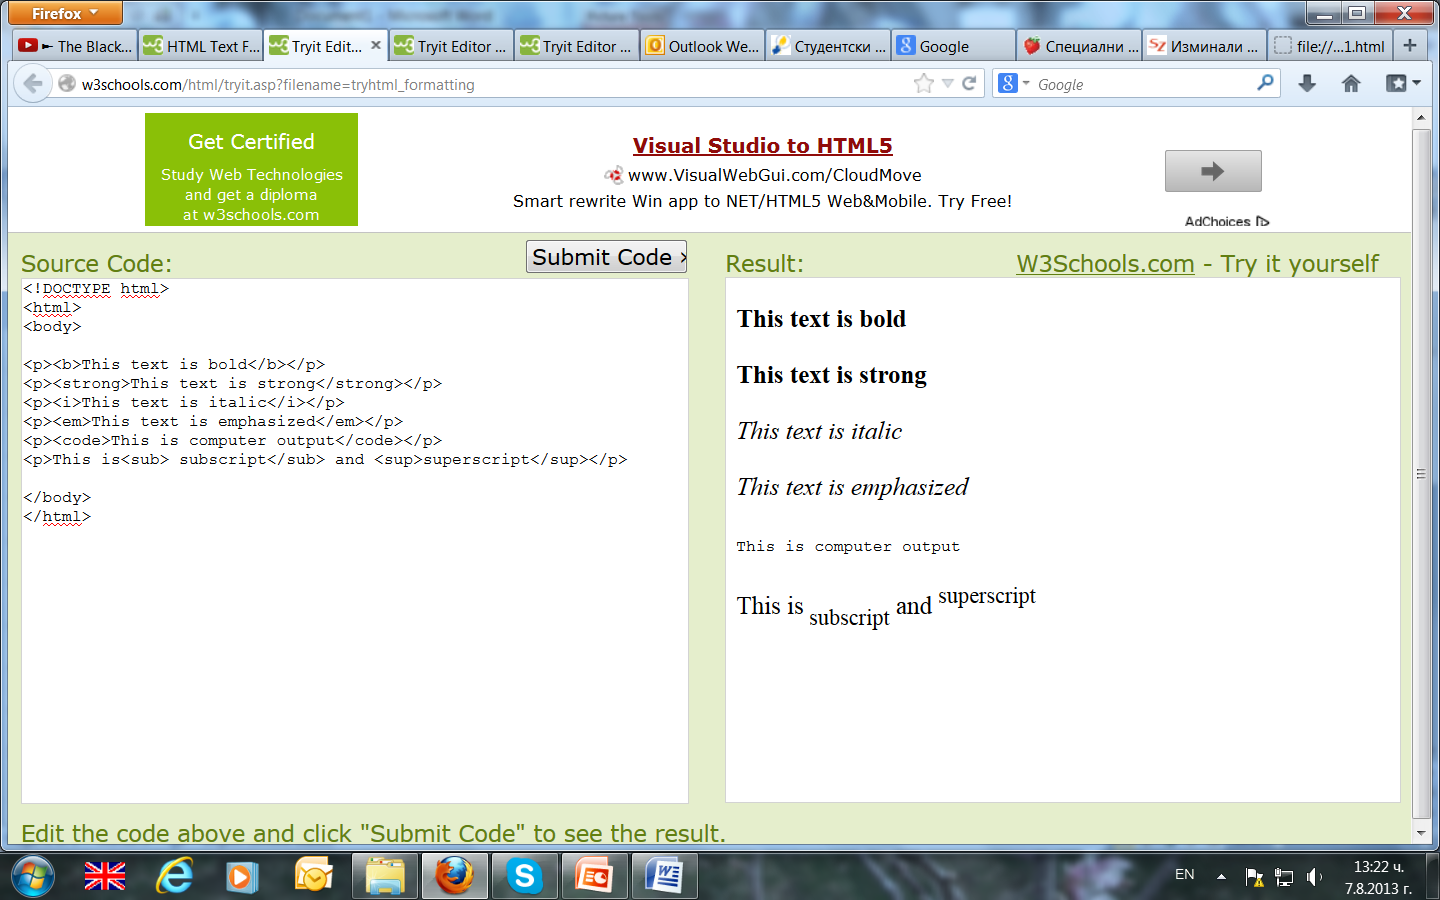 Firefox
The Black...
HTML Text F...
Tryit Edit...
Tryit Editor ...
Tryit Editor ...
Outlook We...
Студентски ...
Google
Специални ...
Изминали ...
file://...1.html
w3schools.com/html/tryit.asp?filename=tryhtml_formatting
Google
Get Certified
Study Web Technologies
and get a diploma
at w3schools.com
Visual Studio to HTML5
www.VisualWebGui.com/CloudMove
Smart rewrite Win app to NET/HTML5 Web&Mobile. Try Free!
AdChoices
Source Code:
Submit Code »
<!DOCTYPE html>
<html>
<body>
<p><b>This text is bold</b></p>
<p><strong>This text is strong</strong></p>
<p><i>This text is italic</i></p>
<p><em>This text is emphasized</em></p>
<p><code>This is computer output</code></p>
<p>This is<sub> subscript</sub> and <sup>superscript</sup></p>
</body>
</html>
Result:
W3Schools.com - Try it yourself
This text is bold
This text is strong
This text is italic
This text is emphasized
This is computer output
This is subscript and superscript
Edit the code above and click "Submit Code" to see the result.
EN
13:22 ч.
7.8.2013 г.